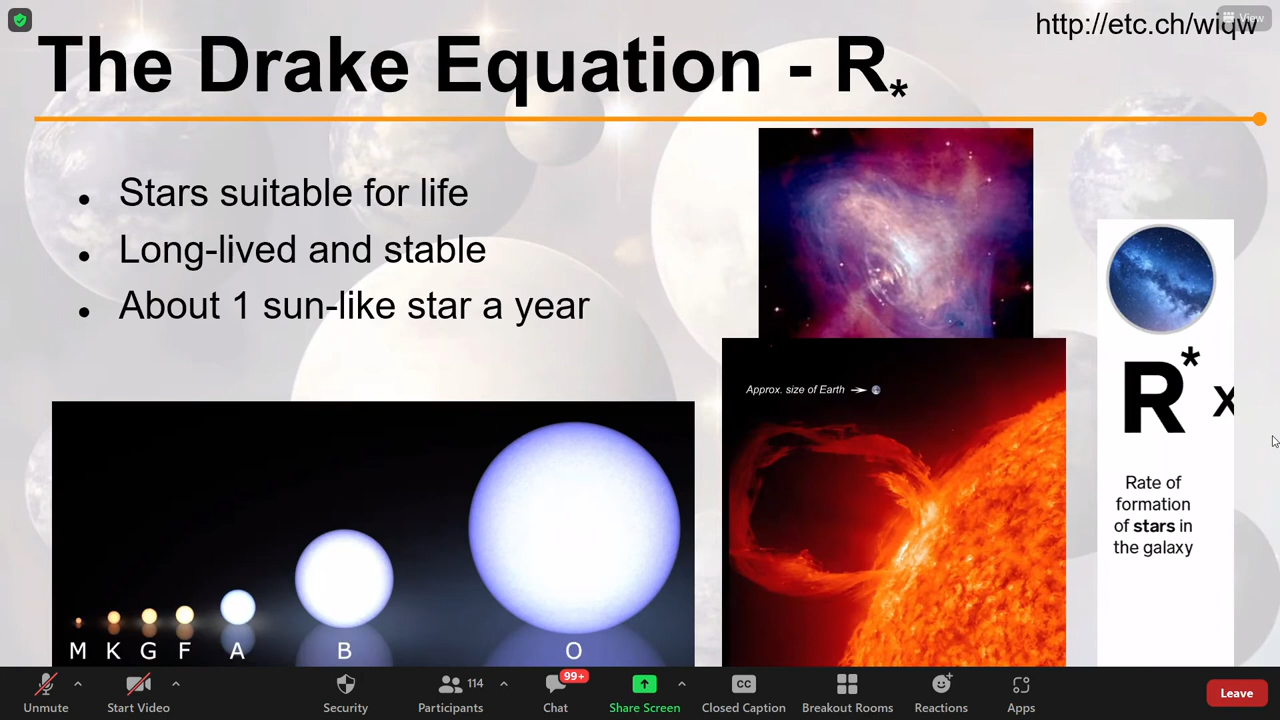 http://etc.ch/wiqw
View
The Drake Equation - R*
• Stars suitable for life
• Long-lived and stable
• About 1 sun-like star a year
Approx. size of Earth
R* x
Rate of
formation
of stars in
the galaxy
M K G F A B O
Unmute
Start Video
Security
114
Participants
99+
Chat
Share Screen
CC
Closed Caption
Breakout Rooms
Reactions
Apps
Leave